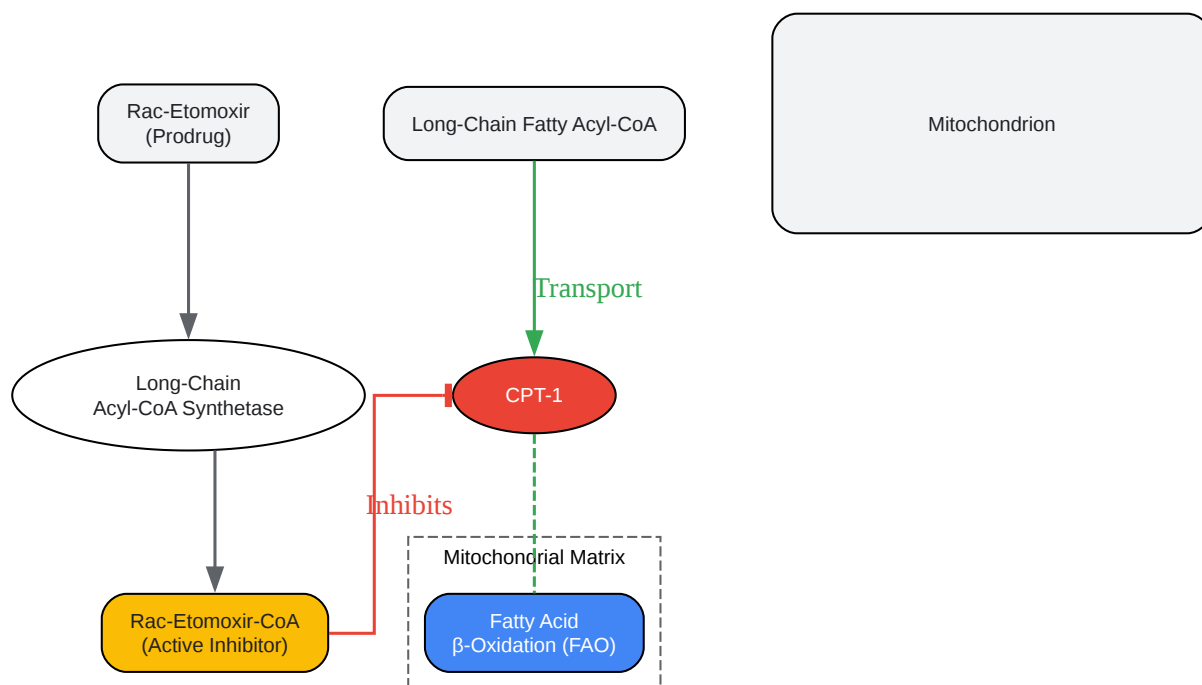 Rac-Etomoxir
(Prodrug)
Long-Chain Fatty Acyl-CoA
Mitochondrion
Transport
Long-Chain
Acyl-CoA Synthetase
CPT-1
Inhibits
Mitochondrial Matrix
Rac-Etomoxir-CoA
(Active Inhibitor)
Fatty Acid
β-Oxidation (FAO)